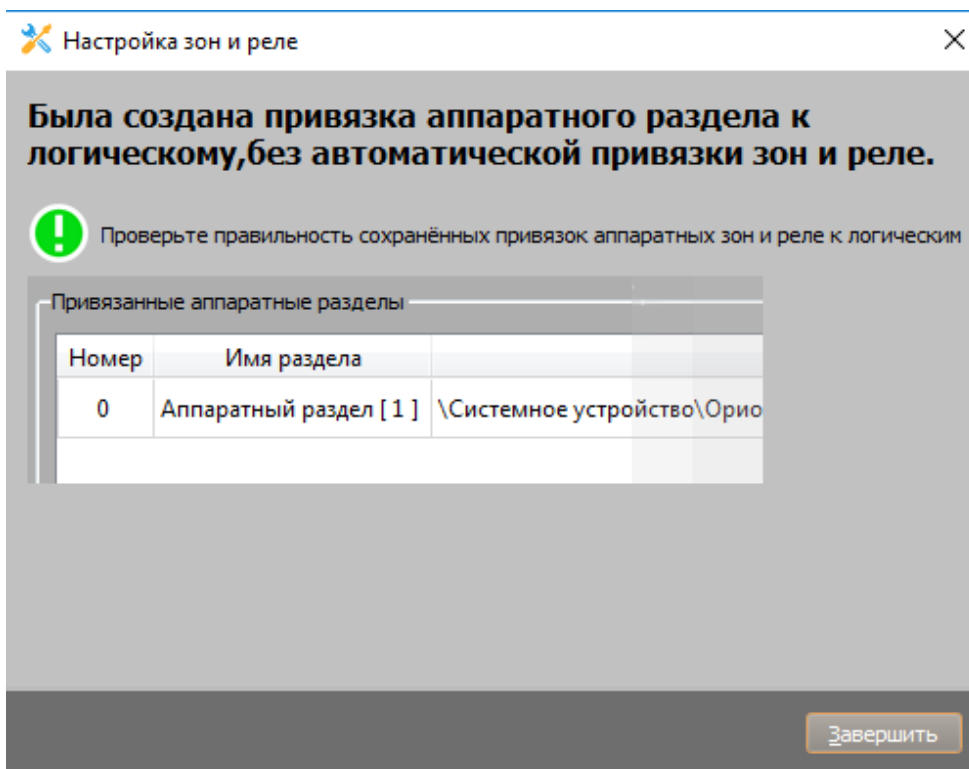 Настройка зон и реле
Была создана привязка аппаратного раздела к
логическому,без автоматической привязки зон и реле.
Проверьте правильность сохранённых привязок аппаратных зон и реле к логическим
Привязанные аппаратные разделы
Номер Имя раздела
0 Аппаратный раздел [ 1 ] \Системное устройство\Орио
Завершить